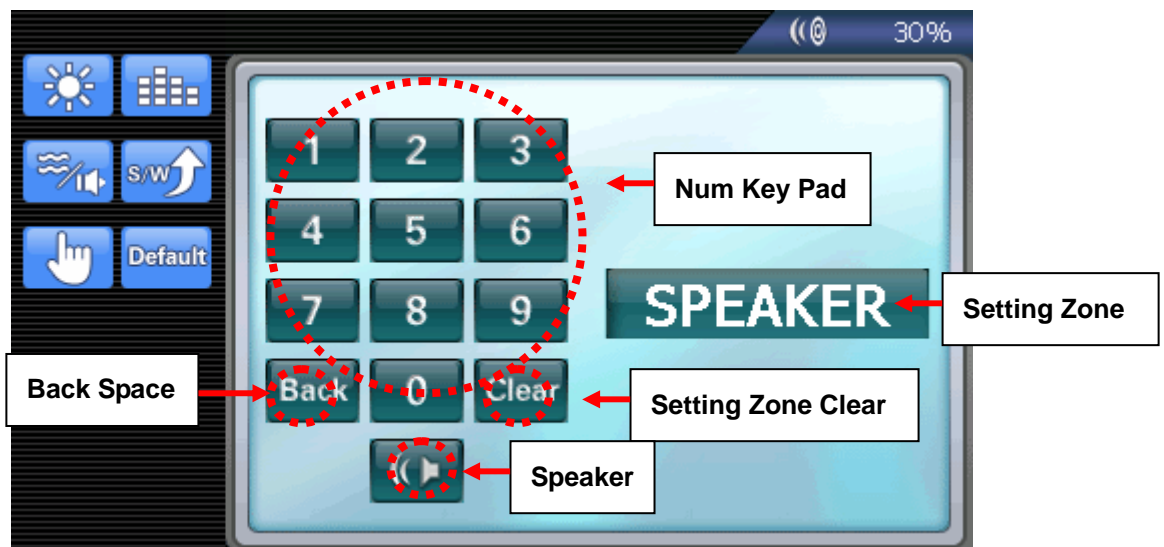 30%
1 2 3
Num Key Pad
S/W
4 5 6
Default
7 8 9
SPEAKER
Setting Zone
Back Space
Back 0 Clear
Setting Zone Clear
Speaker